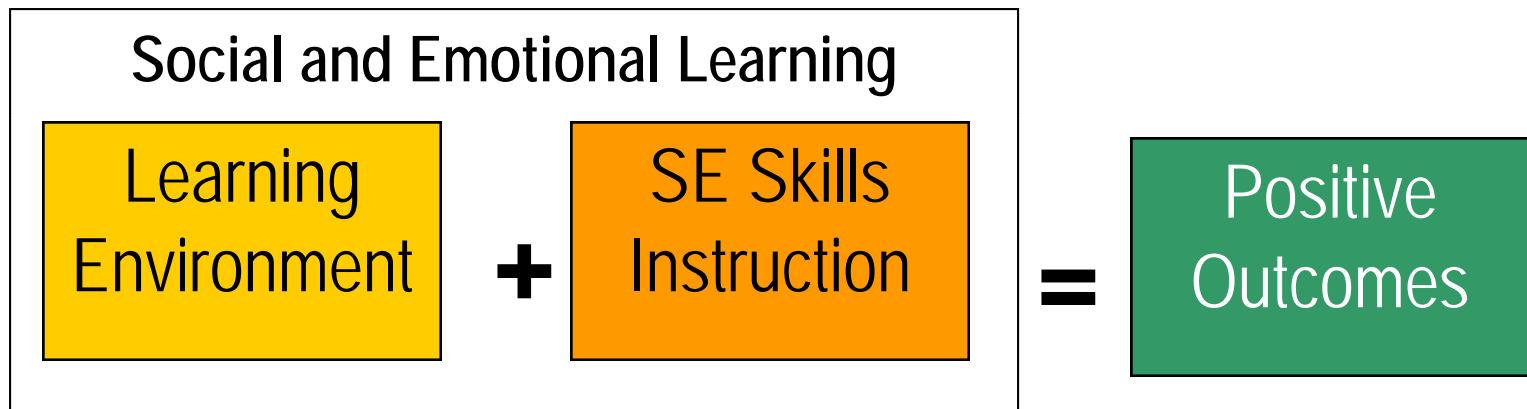 Social and Emotional Learning
Learning
Environment
+
SE Skills
Instruction
=
Positive
Outcomes